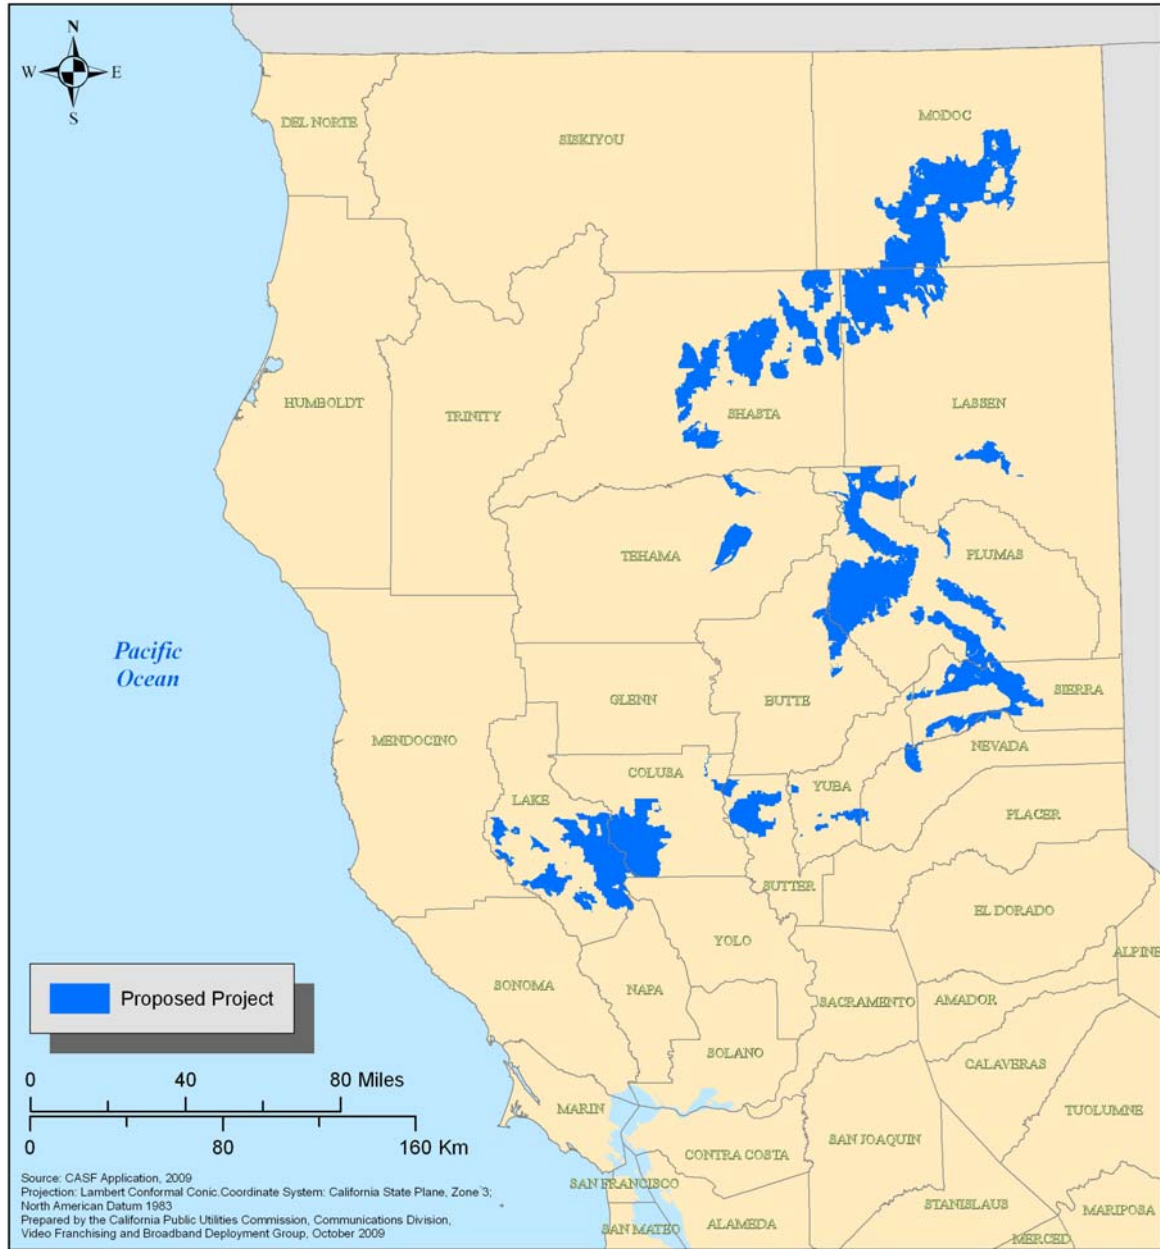 N
W E
S
DEL NORTE
SISKIYOU
MODOC
HUMBOLDT
TRINITY
SHASTA
LASSEN
TEHAMA
PLUMAS
Pacific
Ocean
GLENN
BUTTE
SIERRA
MENDOCINO
NEVADA
COLUSA
YUBA
LAKE
PLACER
SUTTER
EL DORADO
YOLO
ALPINE
SONOMA
NAPA
SACRAMENTO
AMADOR
Proposed Project
SOLANO
CALAVERAS
0 40 80 Miles
MARIN
TUOLUMNE
0 80 160 Km
SAN JOAQUIN
CONTRA COSTA
SAN FRANCISCO
STANISLAUS
MARIPOSA
SAN MATEO
ALAMEDA
MERCED
Source: CASF Application, 2009
Projection: Lambert Conformal Conic.Coordinate System: California State Plane, Zone 3;
North American Datum 1983
Prepared by the California Public Utilities Commission, Communications Division,
Video Franchising and Broadband Deployment Group, October 2009